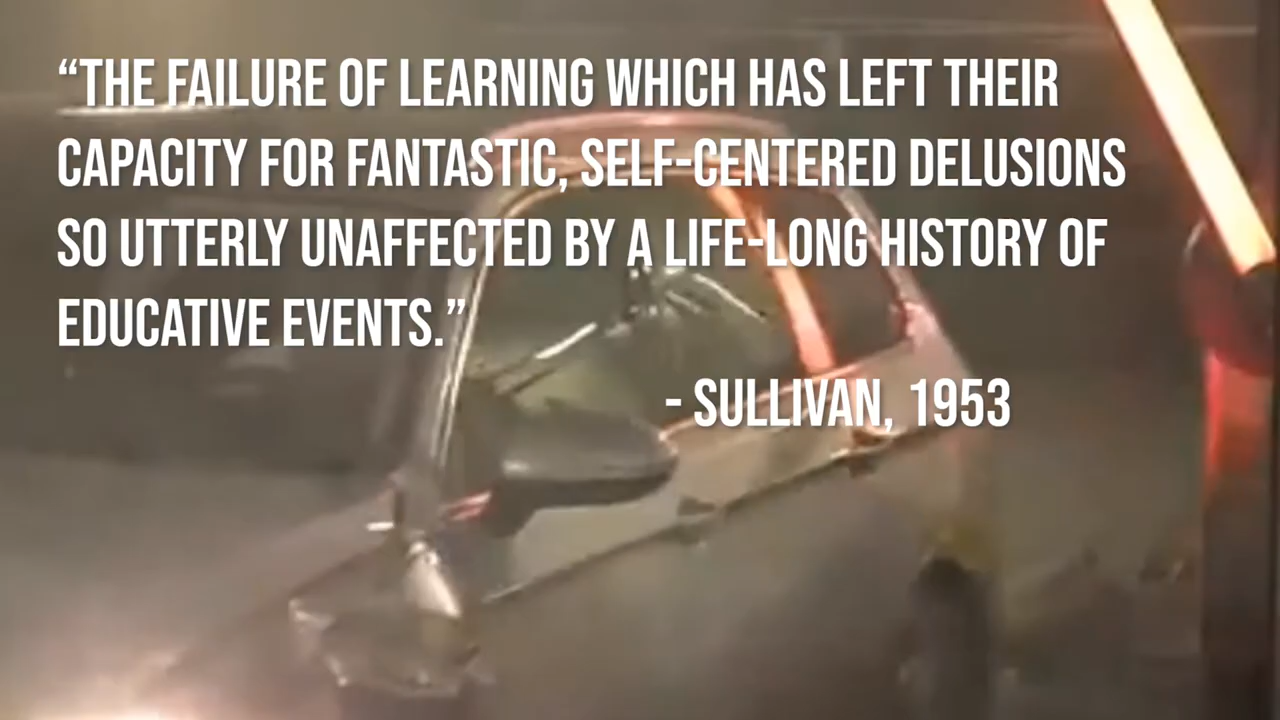 “THE FAILURE OF LEARNING WHICH HAS LEFT THEIR
CAPACITY FOR FANTASTIC, SELF-CENTERED DELUSIONS
SO UTTERLY UNAFFECTED BY A LIFE-LONG HISTORY OF
EDUCATIVE EVENTS.”
- SULLIVAN, 1953